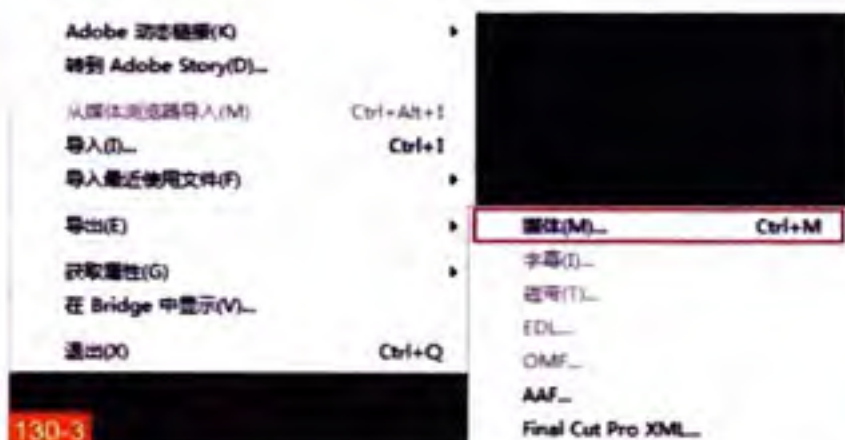 Adobe 动态链接(K)
转到 Adobe Story(D)...
从媒体浏览器导入(M) Ctrl+Alt+I
导入(I)... Ctrl+I
导入最近使用文件(F)
导出(E)
获取属性(G)
在 Bridge 中显示(V)...
退出(X) Ctrl+Q
媒体(M)... Ctrl+M
字幕(I)...
磁带(T)...
EDL...
OMF...
AAF...
Final Cut Pro XML...
130-3